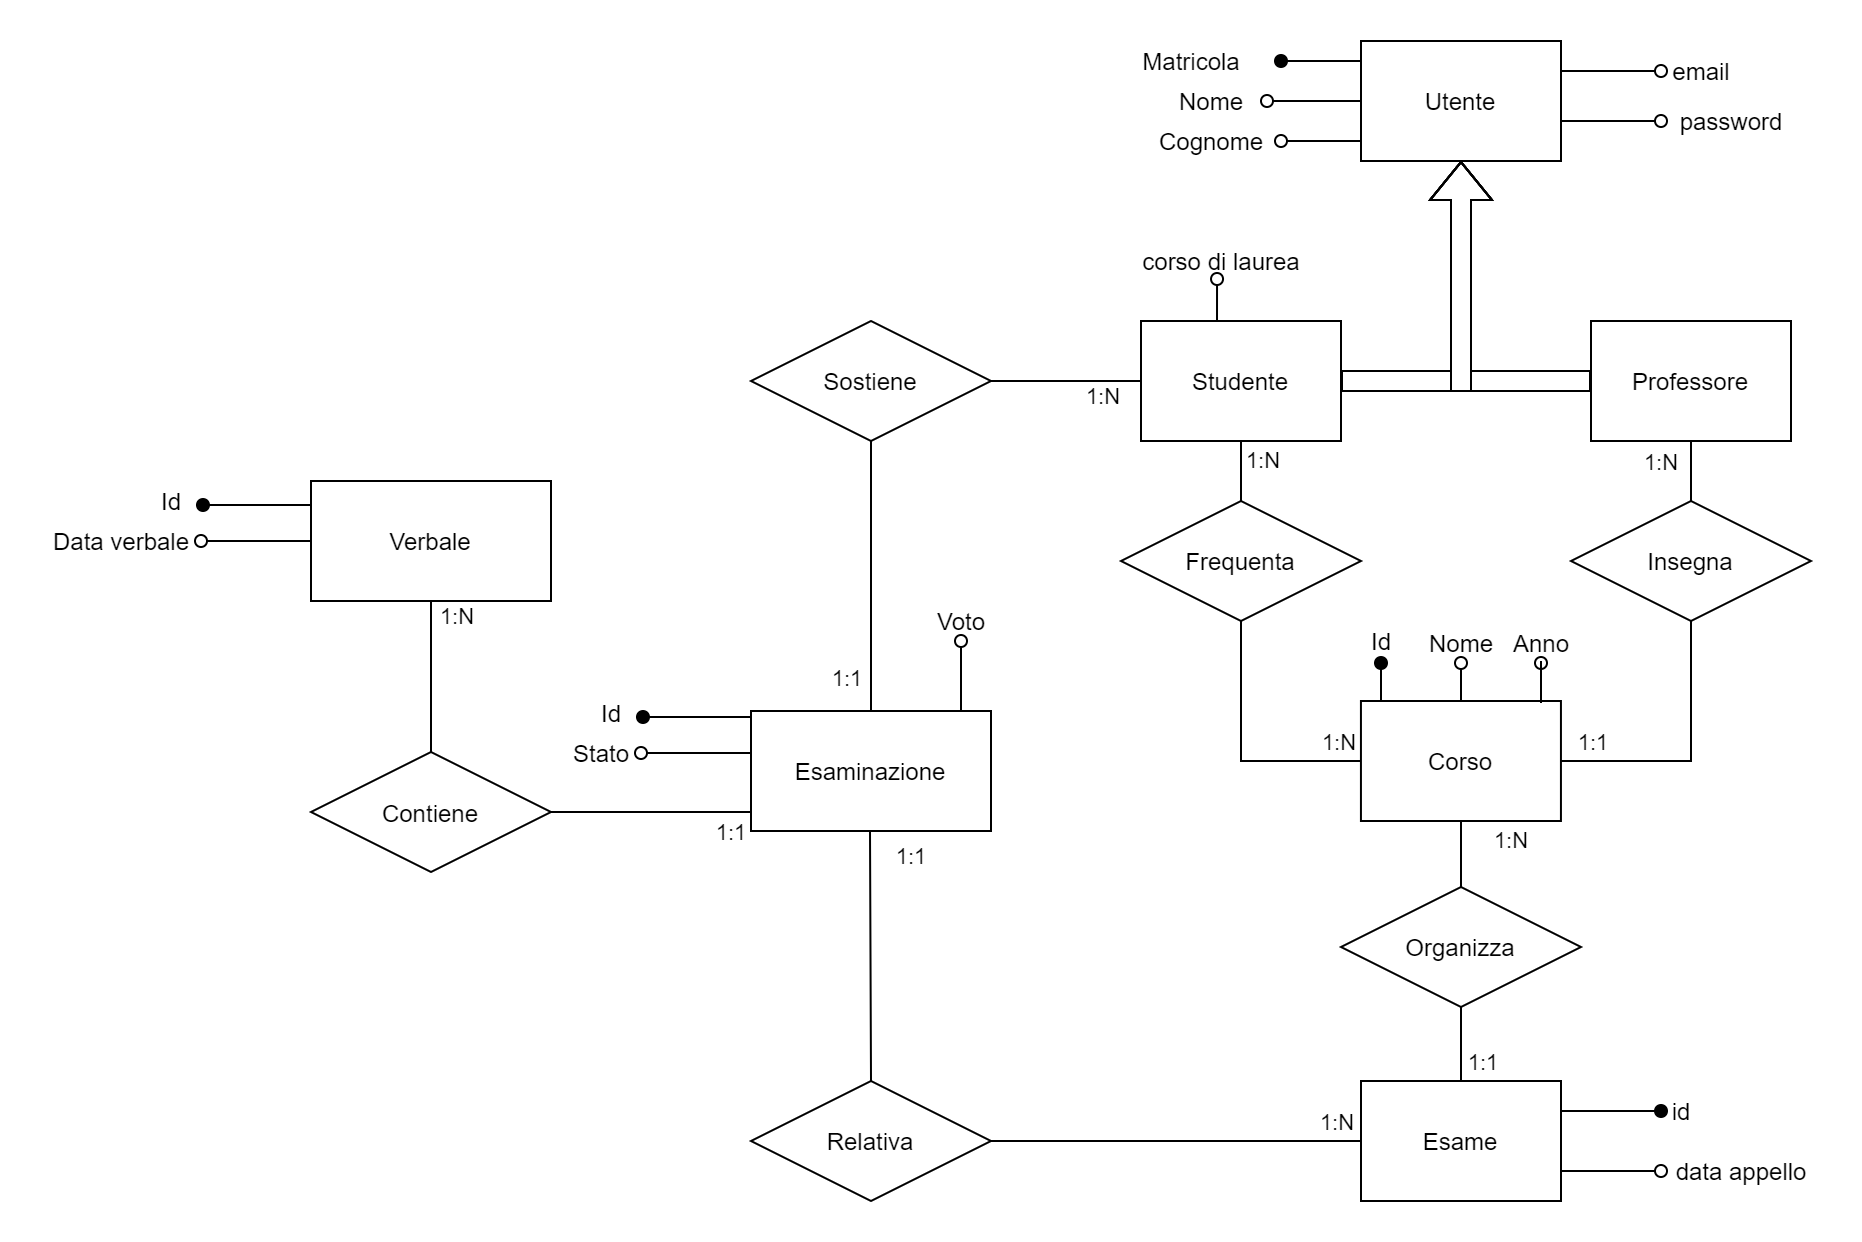 Matricola
email
Nome
Utente
password
Cognome
corso di laurea
Sostiene
1:N
Studente
Professore
1:N
1:N
Id
Data verbale
Verbale
Frequenta
Insegna
1:N
Voto
Id
Nome
Anno
1:1
Id
Stato
Esaminazione
1:N
Corso
1:1
Contiene
1:1
1:1
1:N
Organizza
1:1
Relativa
1:N
Esame
id
data appello